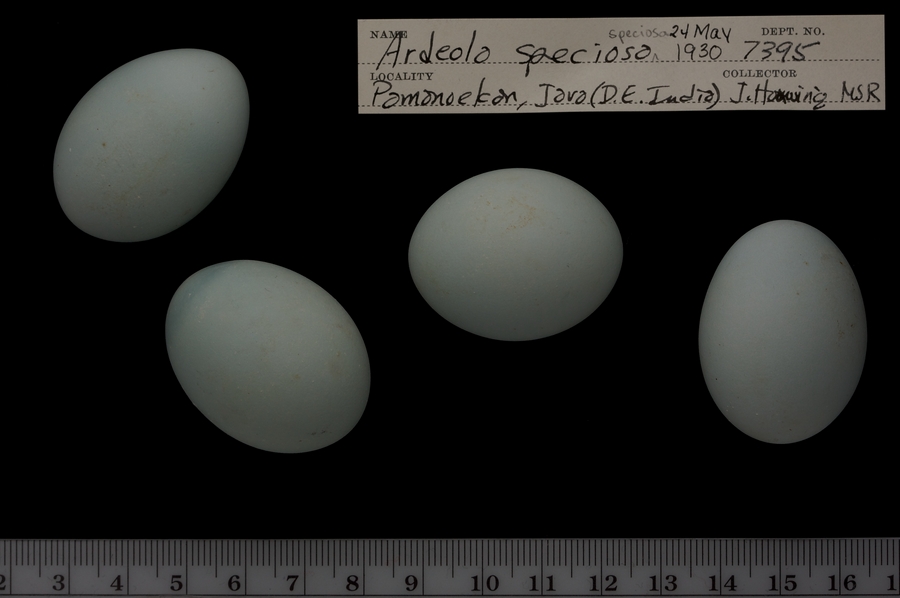 NAME speciosa 24 May DEPT. NO.
Ardeola speciosa 1930 7395
LOCALITY COLLECTOR
Pamanoekan, Java (D.E. India) J. MSR
2 3 4 5 6 7 8 9 10 11 12 13 14 15 16 1